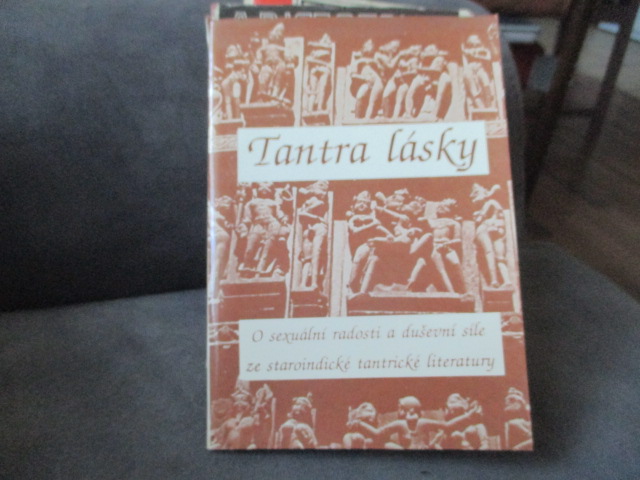 Tantra lásky
O sexuální radosti a duševní síle
ze staroindické tantrické literatury